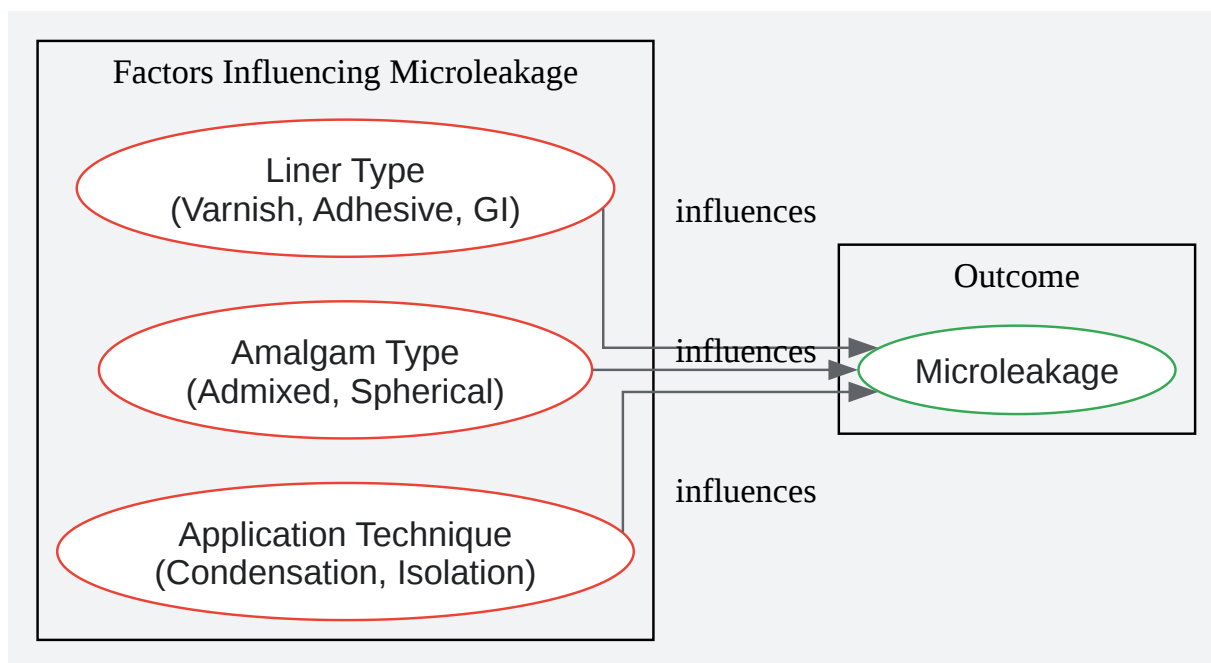 Factors Influencing Microleakage
Liner Type
(Varnish, Adhesive, GI)
influences
Amalgam Type
(Admixed, Spherical)
influences
Application Technique
(Condensation, Isolation)
influences
Outcome
Microleakage